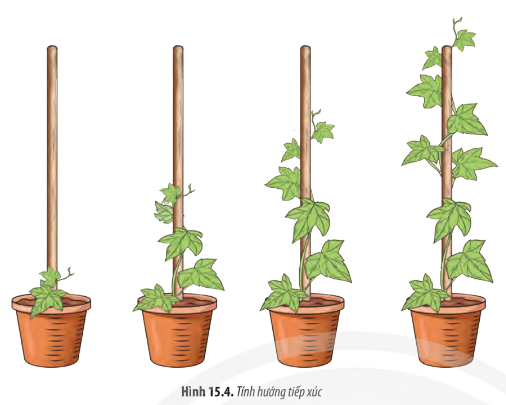 Hình 15.4. Tính hướng tiếp xúc